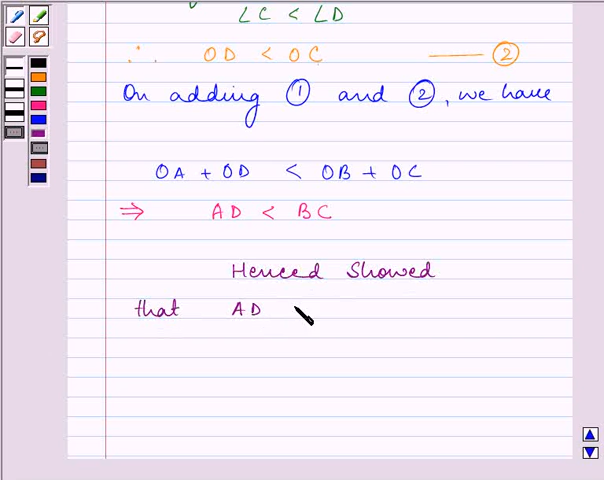 ∠C < ∠D
∴ OD < OC —— ②
On adding ① and ②, we have
OA + OD < OB + OC
⇒ AD < BC
Henced Showed
that AD